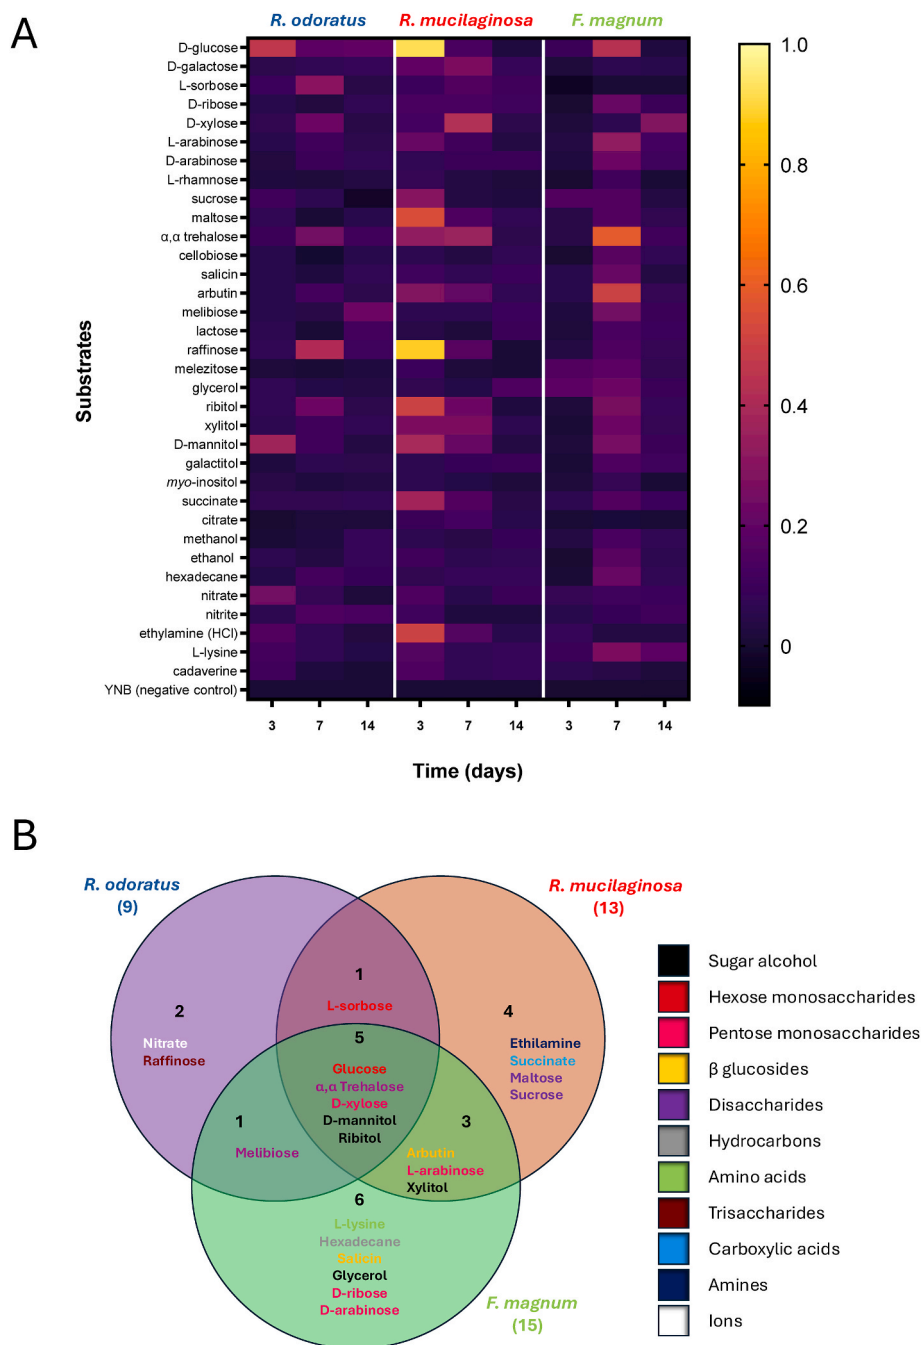 A
R. odoratus R. mucilaginosa F. magnum
D-glucose
D-galactose
L-sorbose
D-ribose
D-xylose
L-arabinose
D-arabinose
L-rhamnose
sucrose
maltose
α,α trehalose
cellobiose
salicin
arbutin
melibiose
lactose
raffinose
melezitose
glycerol
ribitol
xylitol
D-mannitol
galactitol
myo-inositol
succinate
citrate
methanol
ethanol
hexadecane
nitrate
nitrite
ethylamine (HCl)
L-lysine
cadaverine
YNB (negative control)
Substrates
3 7 14 3 7 14 3 7 14
Time (days)
1.0
0.8
0.6
0.4
0.2
0
B
R. odoratus
(9)
R. mucilaginosa
(13)
1
L-sorbose
2
Nitrate
Raffinose
4
Ethilamine
Succinate
Maltose
Sucrose
5
Glucose
α,α Trehalose
D-xylose
D-mannitol
Ribitol
1
Melibiose
3
Arbutin
L-arabinose
Xylitol
6
L-lysine
Hexadecane
Salicin
Glycerol
D-ribose
D-arabinose
F. magnum
(15)
Sugar alcohol
Hexose monosaccharides
Pentose monosaccharides
β glucosides
Disaccharides
Hydrocarbons
Amino acids
Trisaccharides
Carboxylic acids
Amines
Ions